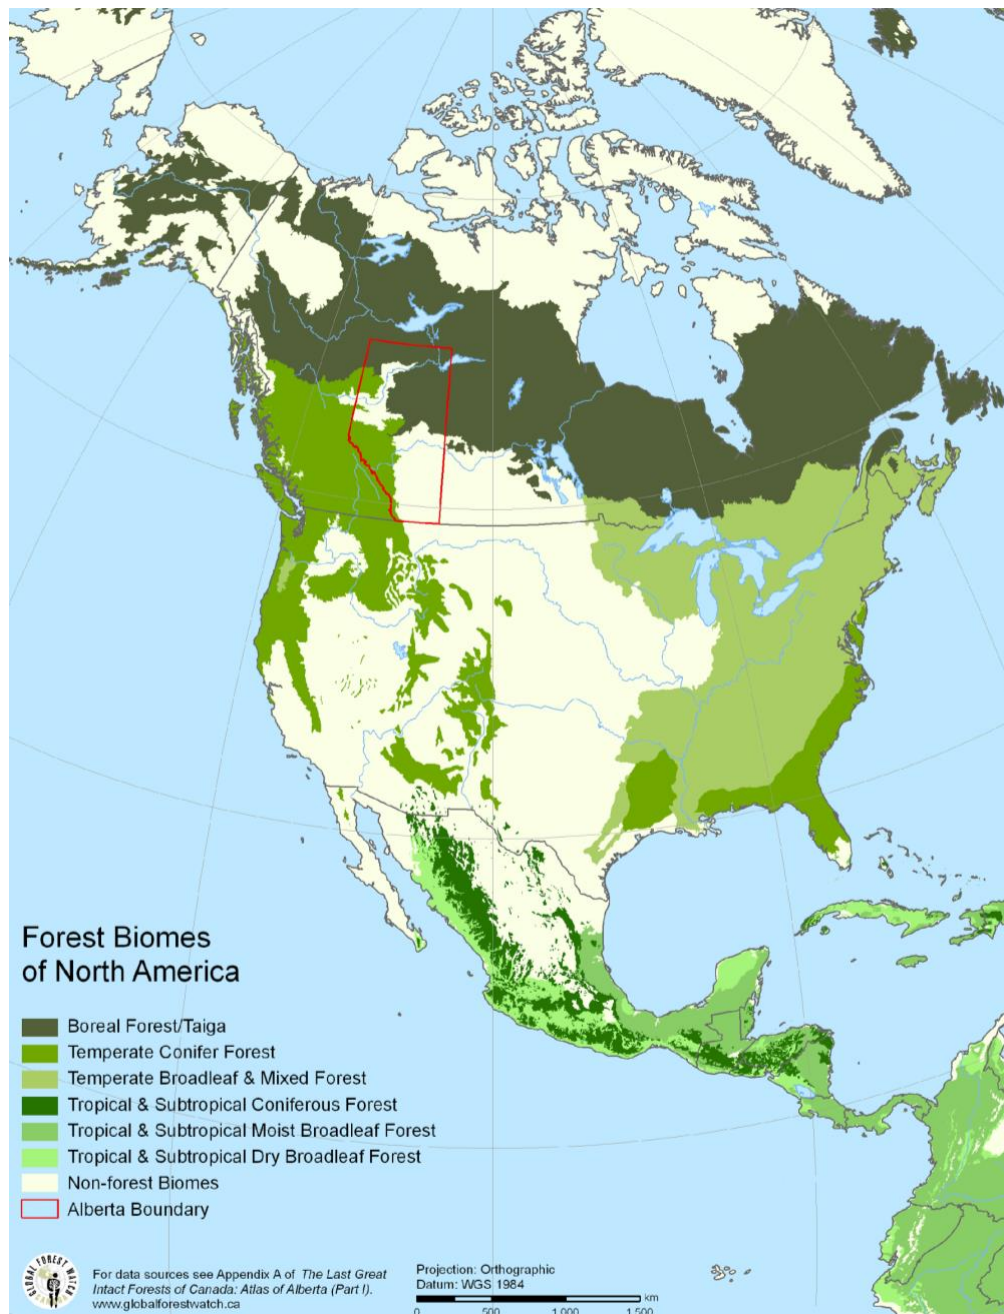 Forest Biomes
of North America
Boreal Forest/Taiga
Temperate Conifer Forest
Temperate Broadleaf & Mixed Forest
Tropical & Subtropical Coniferous Forest
Tropical & Subtropical Moist Broadleaf Forest
Tropical & Subtropical Dry Broadleaf Forest
Non-forest Biomes
Alberta Boundary
GLOBAL FOREST WATCH
For data sources see Appendix A of The Last Great
Intact Forests of Canada: Atlas of Alberta (Part I).
www.globalforestwatch.ca
Projection: Orthographic
Datum: WGS 1984
km
0 500 1,000 1,500